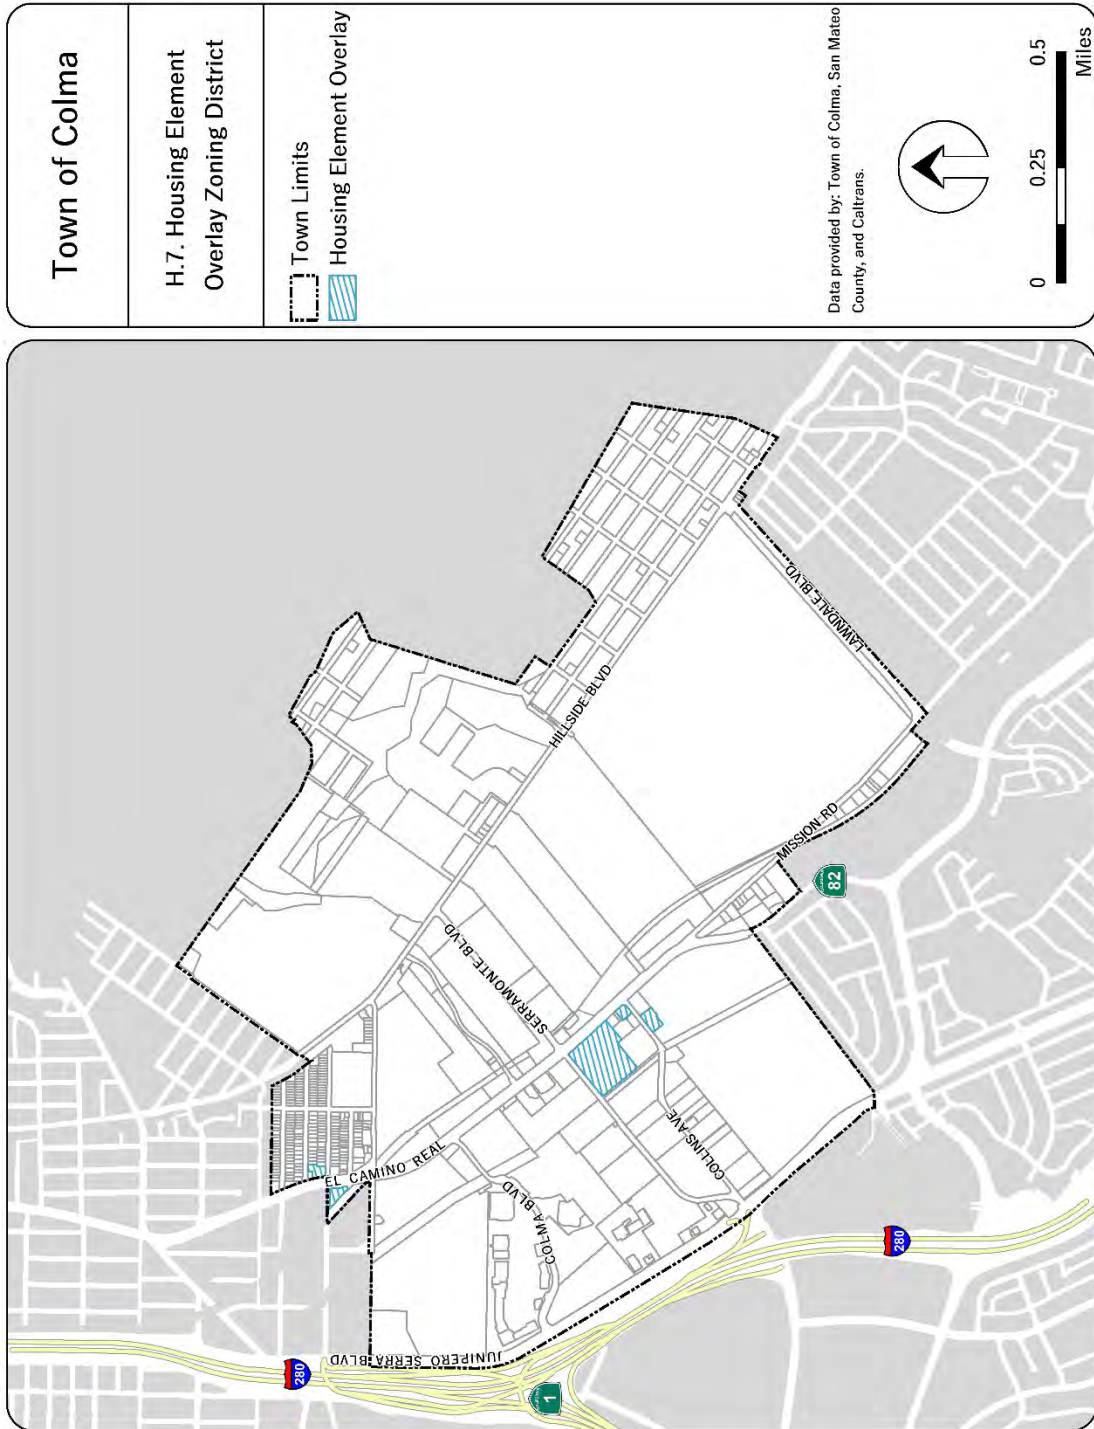 Town of Colma
H.7. Housing Element
Overlay Zoning District
Town Limits
Housing Element Overlay
Data provided by: Town of Colma, San Mateo
County, and Caltrans.
0 0.25 0.5
Miles
EL CAMINO REAL
HILLSIDE BLVD
SERRAMONTE BLVD
LAWNDALE BLVD
MISSION RD
COLMA BLVD
COLLINS AVE
JUNIPERO SERRA BLVD
280
280
1
82